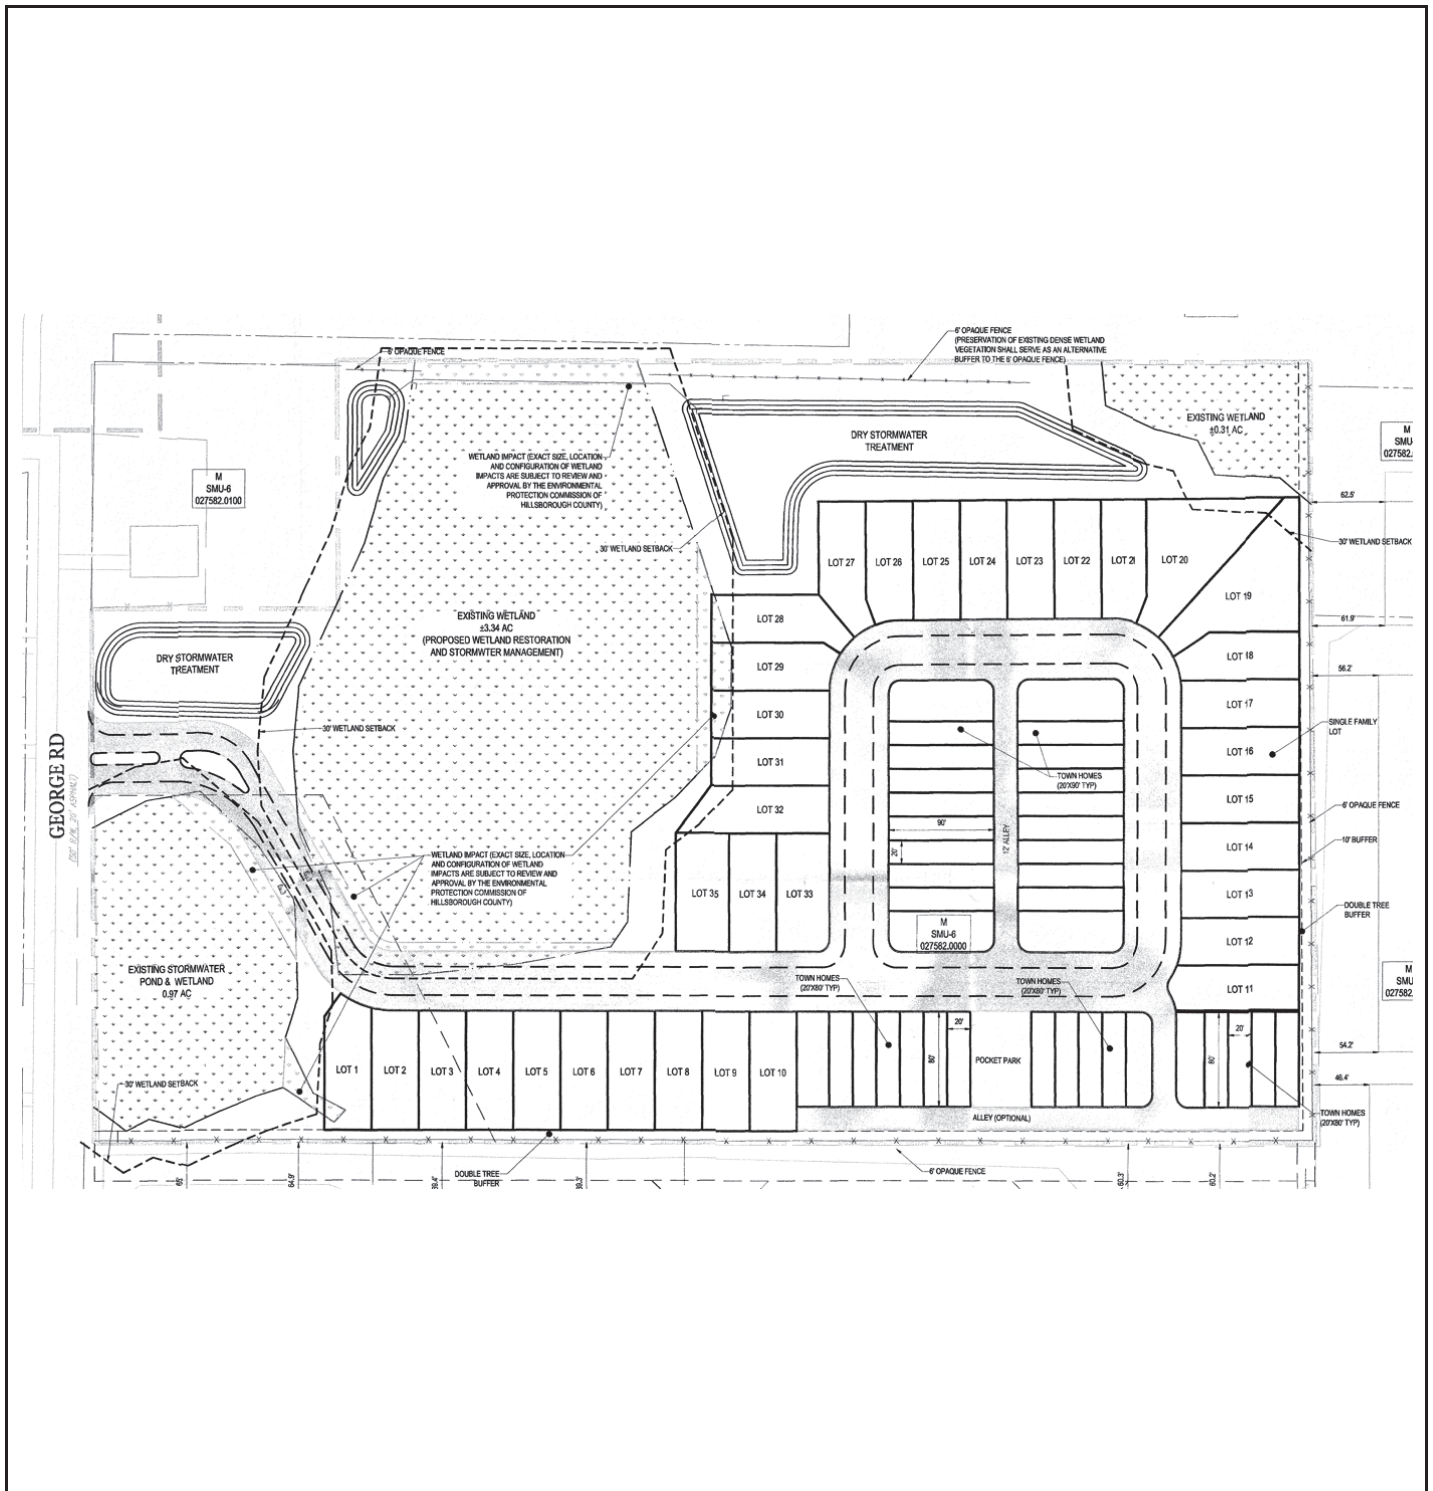 6' OPAQUE FENCE
6' OPAQUE FENCE
(PRESERVATION OF EXISTING DENSE WETLAND
VEGETATION SHALL SERVE AS AN ALTERNATIVE
BUFFER TO THE 6' OPAQUE FENCE)
EXISTING WETLAND
±0.31 AC
DRY STORMWATER
TREATMENT
M
SMU-
027582.
WETLAND IMPACT (EXACT SIZE, LOCATION
AND CONFIGURATION OF WETLAND
IMPACTS ARE SUBJECT TO REVIEW AND
APPROVAL BY THE ENVIRONMENTAL
PROTECTION COMMISSION OF
HILLSBOROUGH COUNTY)
M
SMU-6
027582.0100
62.5'
30' WETLAND SETBACK
30' WETLAND SETBACK
LOT 27
LOT 26
LOT 25
LOT 24
LOT 23
LOT 22
LOT 21
LOT 20
LOT 19
EXISTING WETLAND
±3.34 AC
(PROPOSED WETLAND RESTORATION
AND STORMWTER MANAGEMENT)
LOT 28
61.9'
DRY STORMWATER
TREATMENT
LOT 29
LOT 18
56.2'
LOT 17
LOT 30
30' WETLAND SETBACK
SINGLE FAMILY
LOT
LOT 16
LOT 31
GEORGE RD
TOWN HOMES
(20'X90' TYP)
LOT 15
6' OPAQUE FENCE
LOT 32
90'
20'
12' ALLEY
10' BUFFER
LOT 14
WETLAND IMPACT (EXACT SIZE, LOCATION
AND CONFIGURATION OF WETLAND
IMPACTS ARE SUBJECT TO REVIEW AND
APPROVAL BY THE ENVIRONMENTAL
PROTECTION COMMISSION OF
HILLSBOROUGH COUNTY)
LOT 35
LOT 34
LOT 33
LOT 13
DOUBLE TREE
BUFFER
M
SMU-6
027582.0000
LOT 12
EXISTING STORMWATER
POND & WETLAND
0.97 AC
TOWN HOMES
(20'X80' TYP)
TOWN HOMES
(20'X80' TYP)
LOT 11
M
SMU
027582.
20'
80'
POCKET PARK
20'
80'
54.2'
LOT 1
LOT 2
LOT 3
LOT 4
LOT 5
LOT 6
LOT 7
LOT 8
LOT 9
LOT 10
46.4'
30' WETLAND SETBACK
ALLEY (OPTIONAL)
TOWN HOMES
(20'X80' TYP)
DOUBLE TREE
BUFFER
6' OPAQUE FENCE
64.9'
60.3'
60.2'